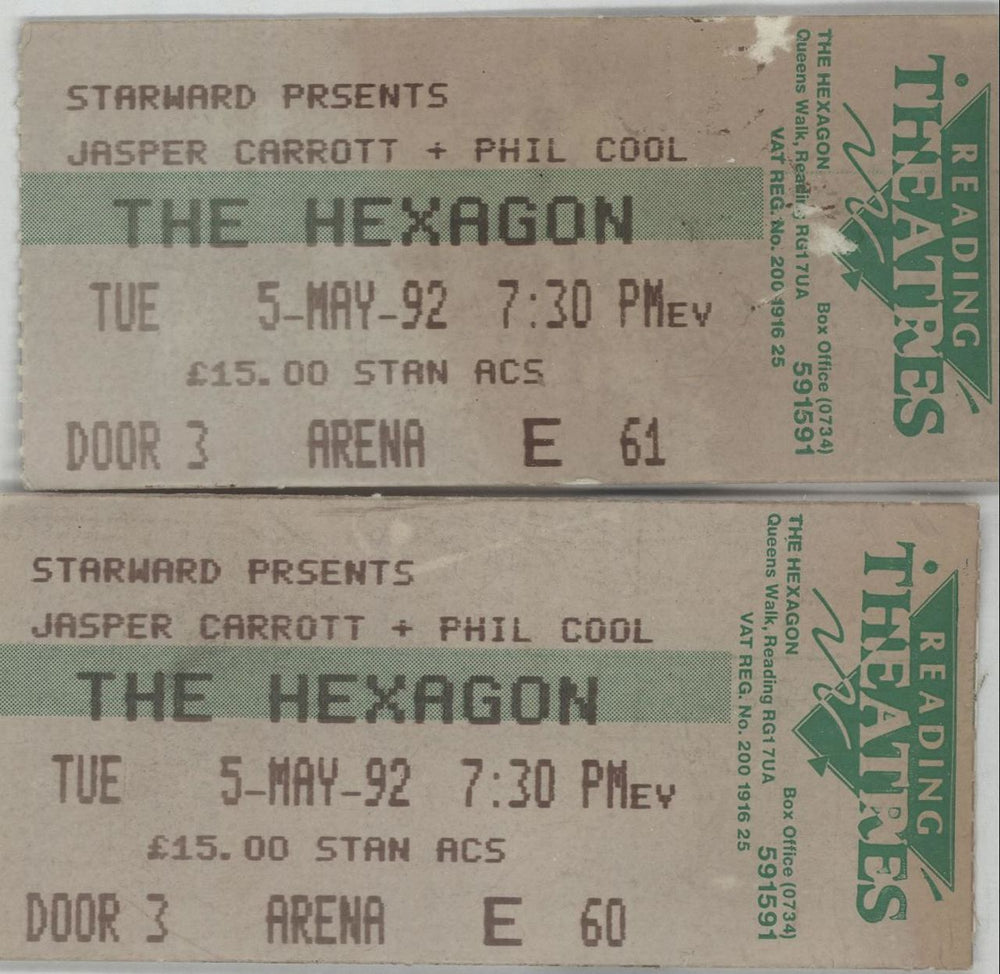 STARWARD PRSENTS
JASPER CARROTT + PHIL COOL
THE HEXAGON
TUE 5-MAY-92 7:30 PMEV
£15.00 STAN ACS
DOOR 3 ARENA E 61
READING
THEATRES
THE HEXAGON
Queens Walk, Reading RG1 7UA
Box Office (0734)
591591
VAT REG. No. 200 1916 25
STARWARD PRSENTS
JASPER CARROTT + PHIL COOL
THE HEXAGON
TUE 5-MAY-92 7:30 PMEV
£15.00 STAN ACS
DOOR 3 ARENA E 60
READING
THEATRES
THE HEXAGON
Queens Walk, Reading RG1 7UA
Box Office (0734)
591591
VAT REG. No. 200 1916 25